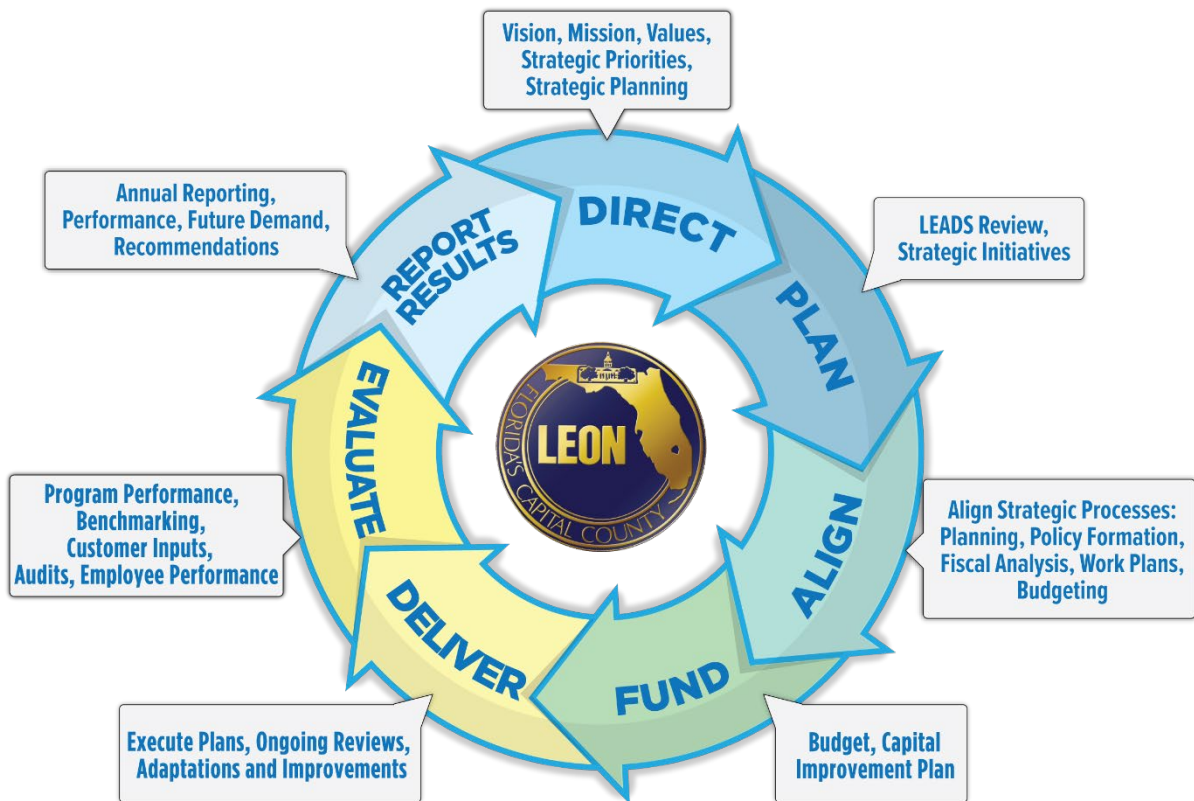 Vision, Mission, Values,
Strategic Priorities,
Strategic Planning
DIRECT
LEADS Review,
Strategic Initiatives
PLAN
Align Strategic Processes:
Planning, Policy Formation,
Fiscal Analysis, Work Plans,
Budgeting
ALIGN
Budget, Capital
Improvement Plan
FUND
Execute Plans, Ongoing Reviews,
Adaptations and Improvements
DELIVER
Program Performance,
Benchmarking,
Customer Inputs,
Audits, Employee Performance
EVALUATE
Annual Reporting,
Performance, Future Demand,
Recommendations
REPORT
RESULTS
LEON
FLORIDAS CAPITAL COUNTY